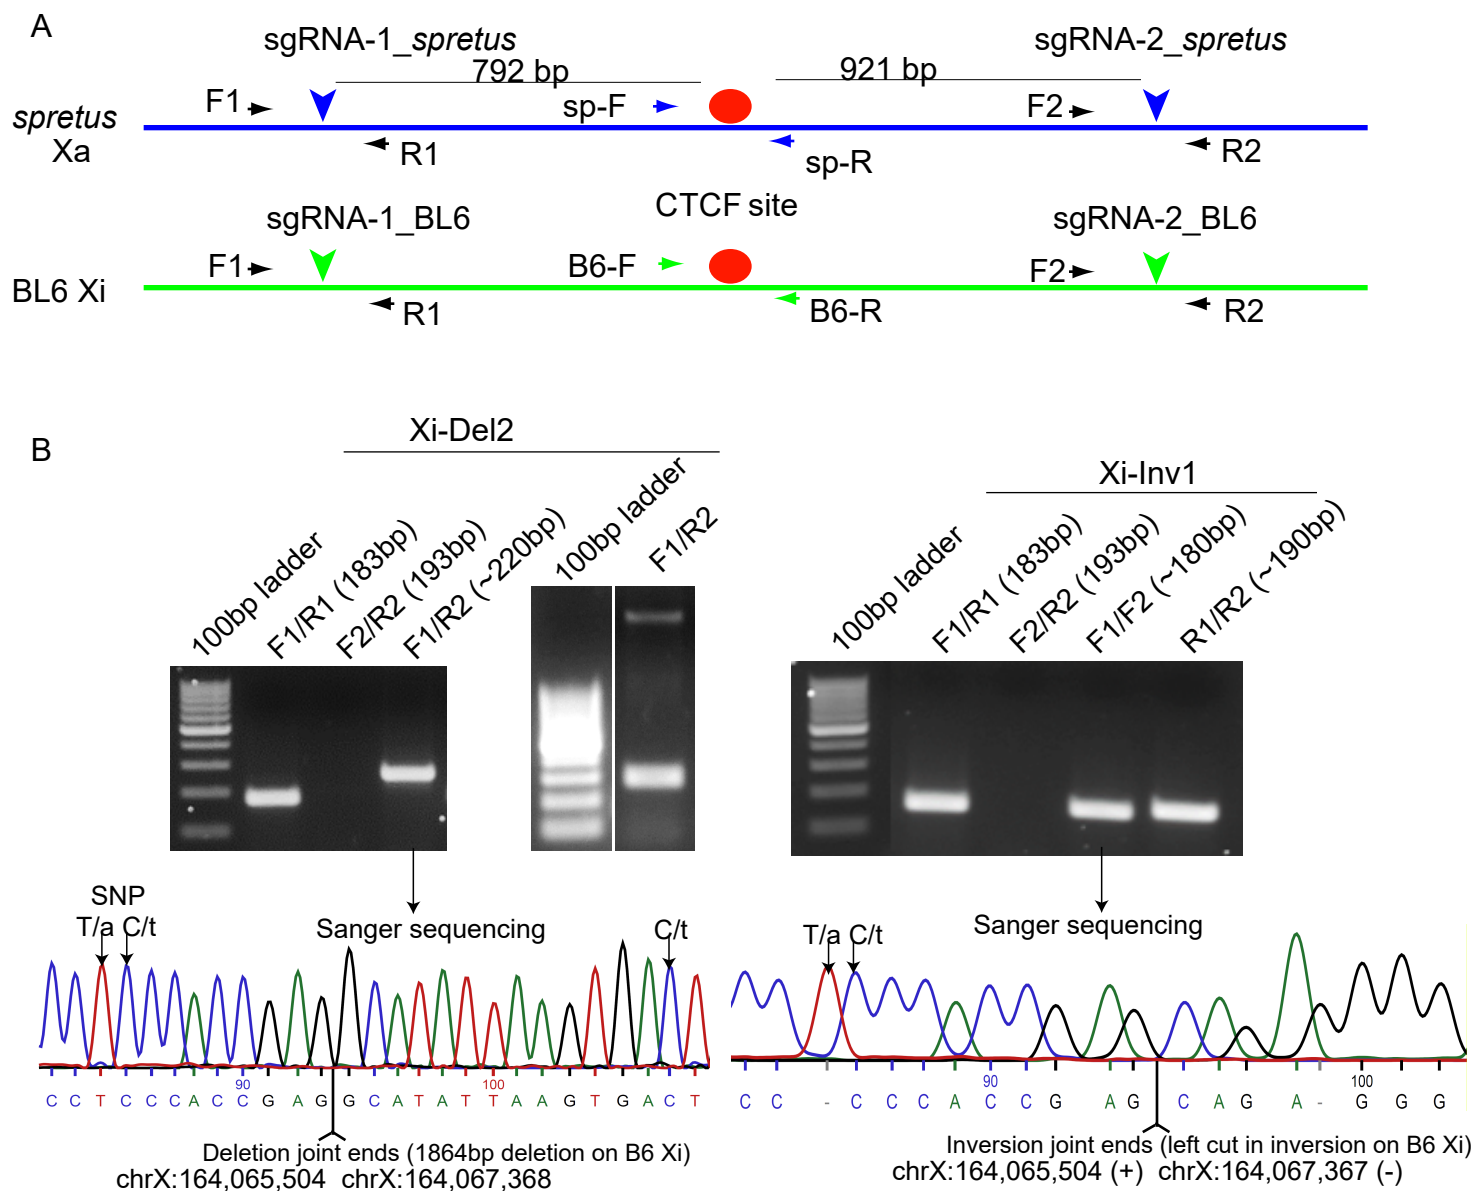 A
sgRNA-1_spretus
sgRNA-2_spretus
792 bp
921 bp
F1
sp-F
F2
spretus
Xa
R1
sp-R
R2
CTCF site
sgRNA-1_BL6
sgRNA-2_BL6
F1
B6-F
F2
BL6 Xi
R1
B6-R
R2
B
Xi-Del2
100bp ladder
F1/R1 (183bp)
F2/R2 (193bp)
F1/R2 (~220bp)
100bp ladder
F1/R2
Xi-Inv1
100bp ladder
F1/R1 (183bp)
F2/R2 (193bp)
F1/F2 (~180bp)
R1/R2 (~190bp)
SNP
T/a C/t
Sanger sequencing
C/t
90
100
C C T C C C A C C G A G G C A T A T T A A G T G A C T
Deletion joint ends (1864bp deletion on B6 Xi)
chrX:164,065,504 chrX:164,067,368
T/a C/t
Sanger sequencing
90
100
C C - C C C A C C G A G C A G A - G G G
Inversion joint ends (left cut in inversion on B6 Xi)
chrX:164,065,504 (+) chrX:164,067,367 (-)